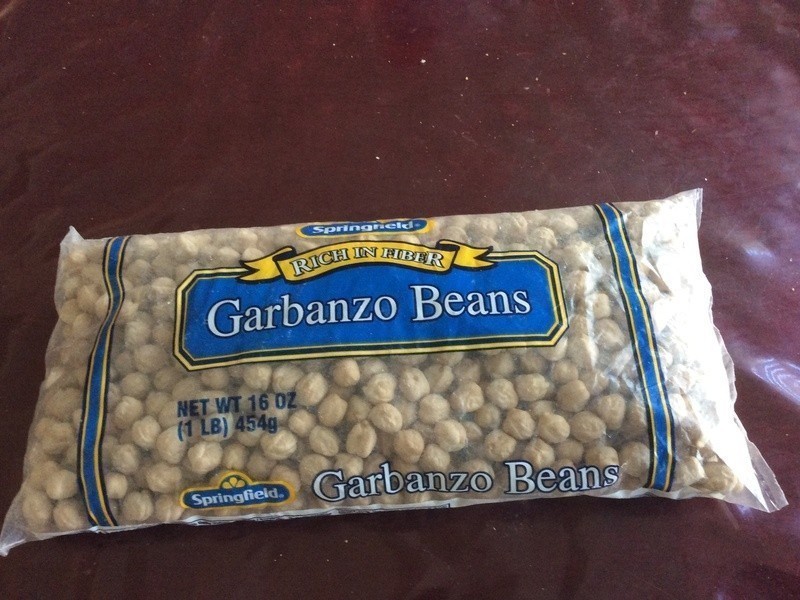 Springfield
RICH IN FIBER
Garbanzo Beans
NET WT 16 OZ
(1 LB) 454g
Springfield®
Garbanzo Beans